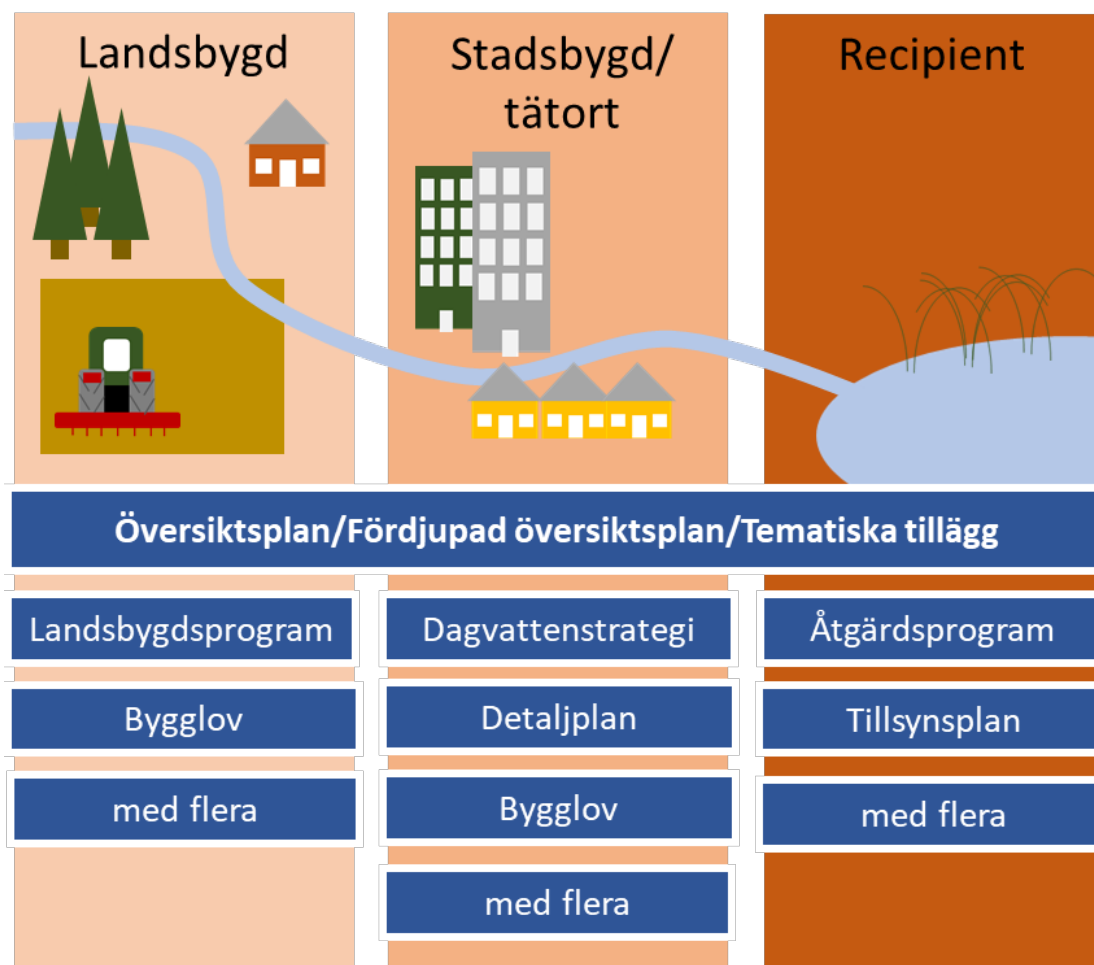 Landsbygd
Stadsbygd/
tätort
Recipient
Översiktsplan/Fördjupad översiktsplan/Tematiska tillägg
Landsbygdsprogram
Bygglov
med flera
Dagvattenstrategi
Detaljplan
Bygglov
med flera
Åtgärdsprogram
Tillsynsplan
med flera